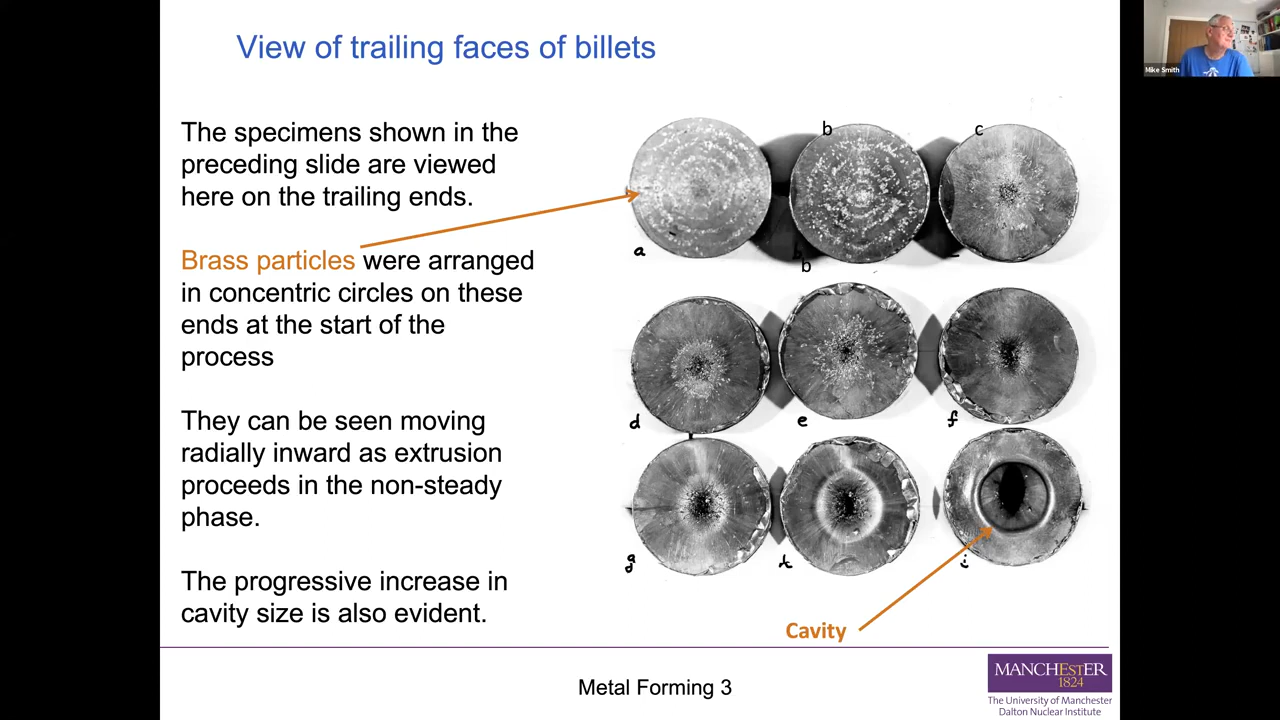 View of trailing faces of billets
Mike Smith
The specimens shown in the
preceding slide are viewed
here on the trailing ends.
Brass particles were arranged
in concentric circles on these
ends at the start of the
process
They can be seen moving
radially inward as extrusion
proceeds in the non-steady
phase.
The progressive increase in
cavity size is also evident.
b
c
a
b
d
e
f
g
h
i
Cavity
Metal Forming 3
MANCHESTER
1824
The University of Manchester
Dalton Nuclear Institute